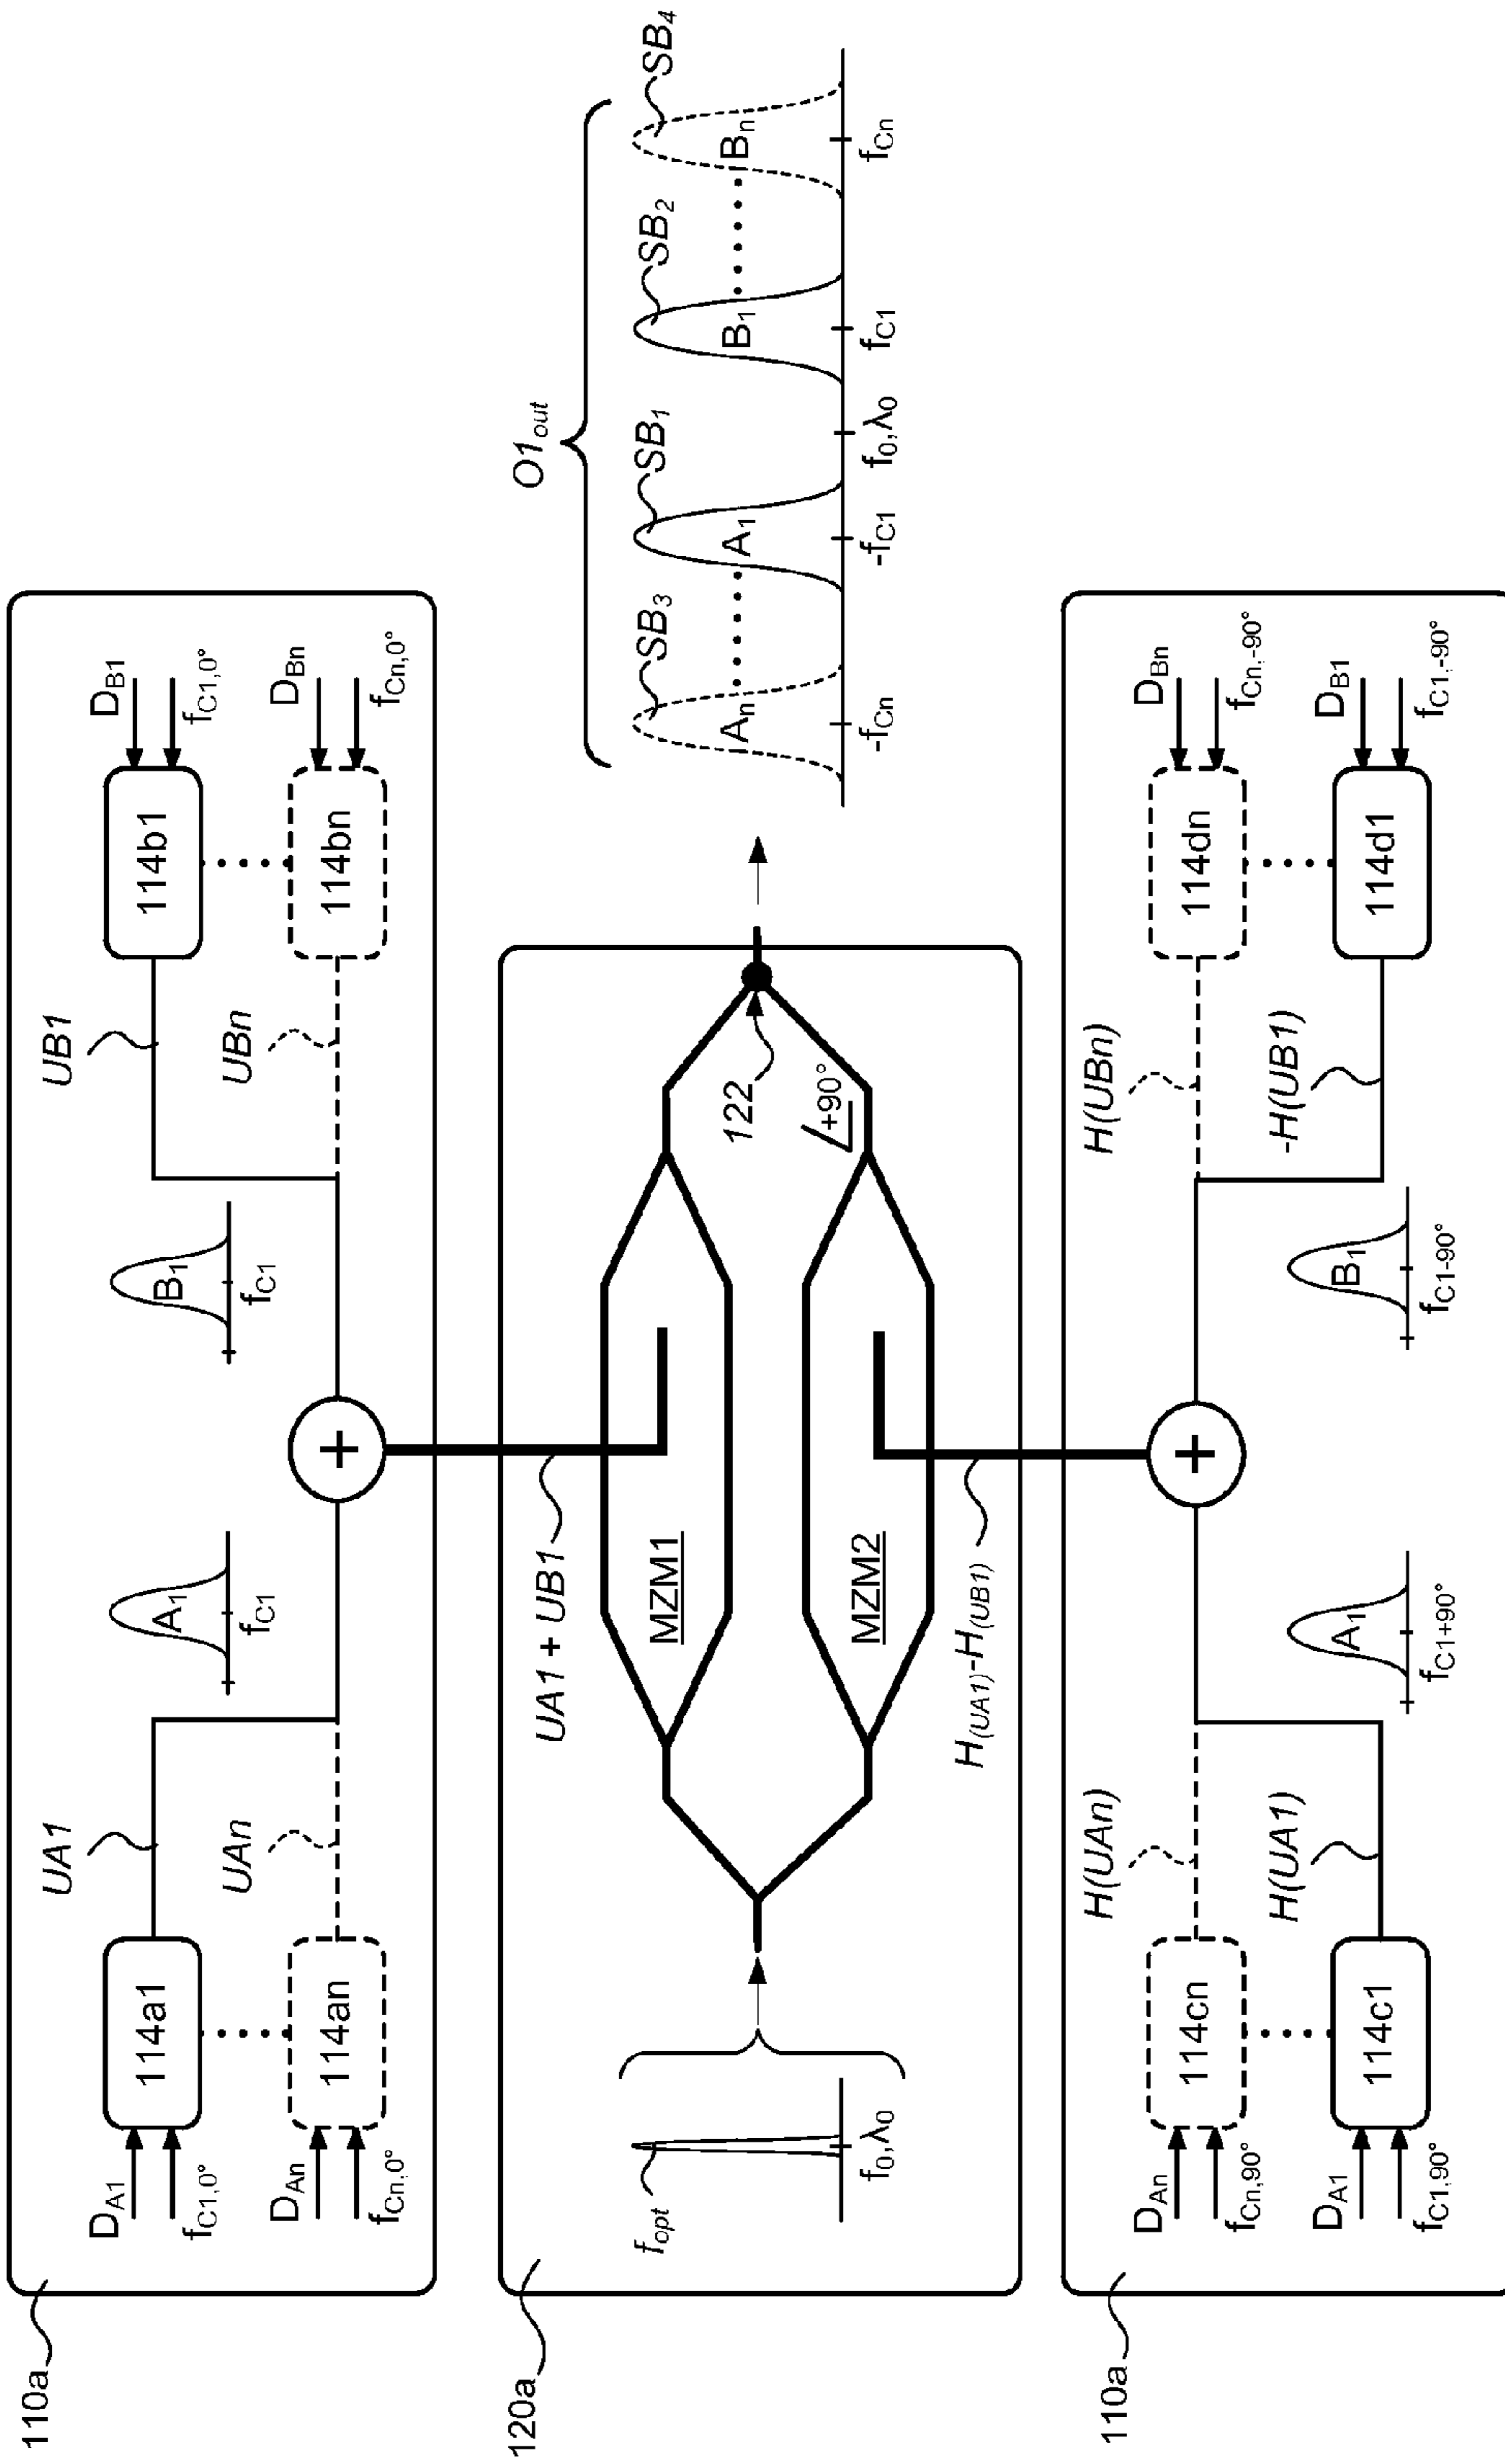 110a
D_A1
f_C1,0°
114a1
UA1
D_An
f_Cn,0°
114an
UAn
A_1
f_C1
+
B_1
f_C1
UB1
114b1
D_B1
f_C1,0°
UBn
114bn
D_Bn
f_Cn,0°
120a
f_opt
f_0,λ_0
UA1 + UB1
MZM1
MZM2
H_(UA1)-H_(UB1)
122
+90°
O1_out
SB_3
SB_1
SB_2
SB_4
A_n
A_1
B_1
B_n
-f_Cn
-f_C1
f_0,λ_0
f_C1
f_Cn
110a
D_An
f_Cn,90°
114cn
H(UAn)
D_A1
f_C1,90°
114c1
H(UA1)
A_1
f_C1+90°
+
B_1
f_C1-90°
H(UBn)
114dn
D_Bn
f_Cn,-90°
-H(UB1)
114d1
D_B1
f_C1,-90°